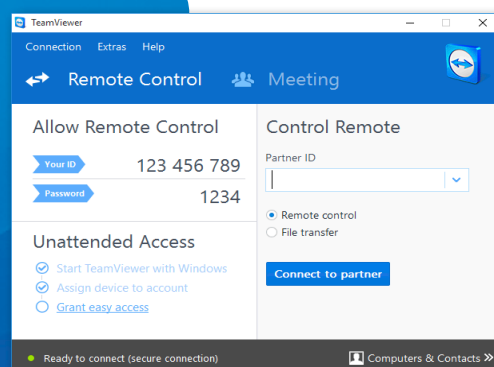 TeamViewer
Connection Extras Help
Remote Control Meeting
Allow Remote Control
Your ID 123 456 789
Password 1234
Unattended Access
Start TeamViewer with Windows
Assign device to account
Grant easy access
Control Remote
Partner ID
Remote control
File transfer
Connect to partner
Ready to connect (secure connection)
Computers & Contacts